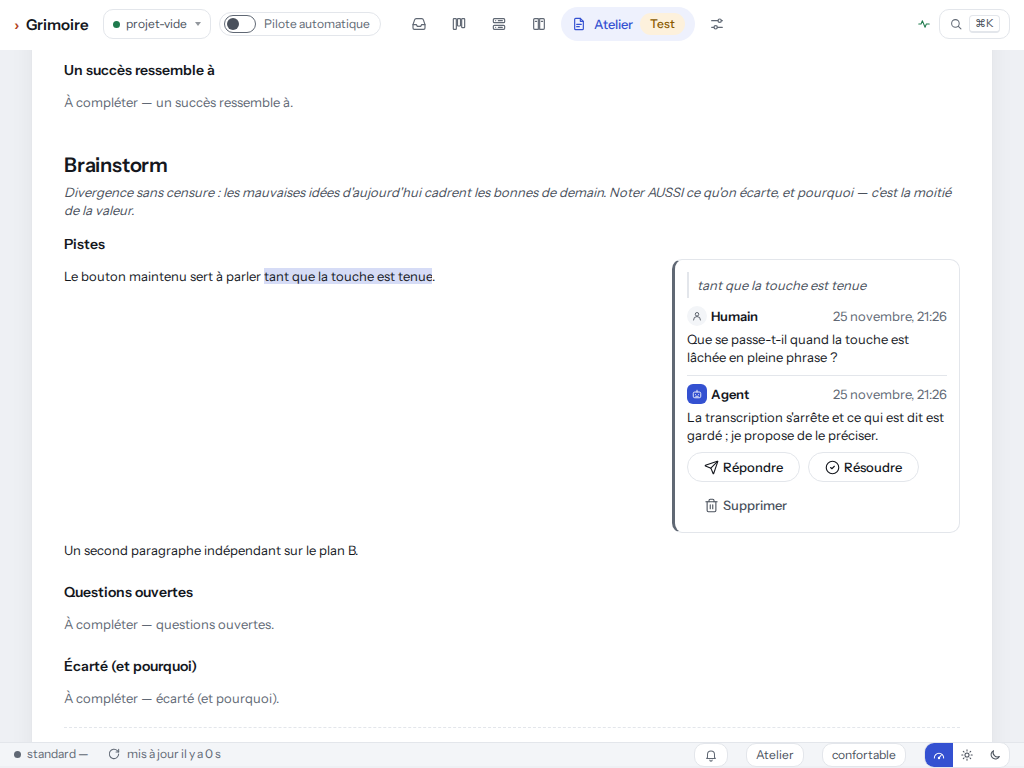 Grimoire
projet-vide
Pilote automatique
Atelier
Test
⌘K
Un succès ressemble à
À compléter — un succès ressemble à.
Brainstorm
Divergence sans censure : les mauvaises idées d'aujourd'hui cadrent les bonnes de demain. Noter AUSSI ce qu'on écarte, et pourquoi — c'est la moitié
de la valeur.
Pistes
Le bouton maintenu sert à parler tant que la touche est tenue.
tant que la touche est tenue
Humain
25 novembre, 21:26
Que se passe-t-il quand la touche est
lâchée en pleine phrase ?
Agent
25 novembre, 21:26
La transcription s'arrête et ce qui est dit est
gardé ; je propose de le préciser.
Répondre
Résoudre
Supprimer
Un second paragraphe indépendant sur le plan B.
Questions ouvertes
À compléter — questions ouvertes.
Écarté (et pourquoi)
À compléter — écarté (et pourquoi).
standard —
mis à jour il y a 0 s
Atelier
confortable